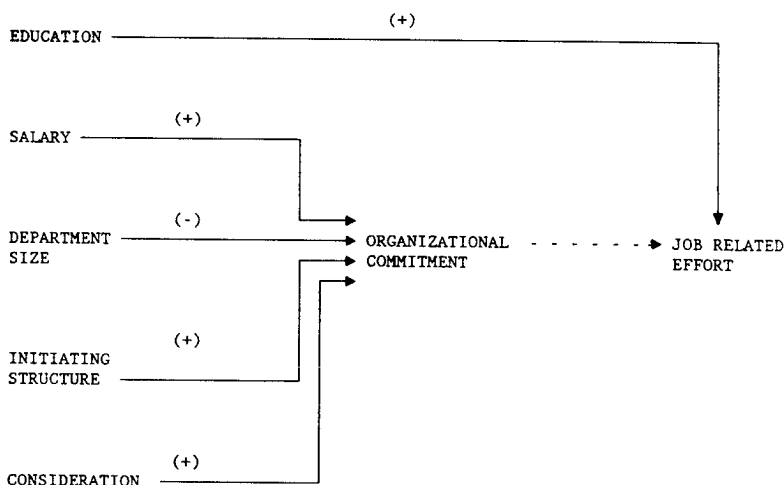 (+)
EDUCATION
(+)
SALARY
(-)
DEPARTMENT
SIZE
ORGANIZATIONAL
COMMITMENT
JOB RELATED
EFFORT
(+)
INITIATING
STRUCTURE
(+)
CONSIDERATION